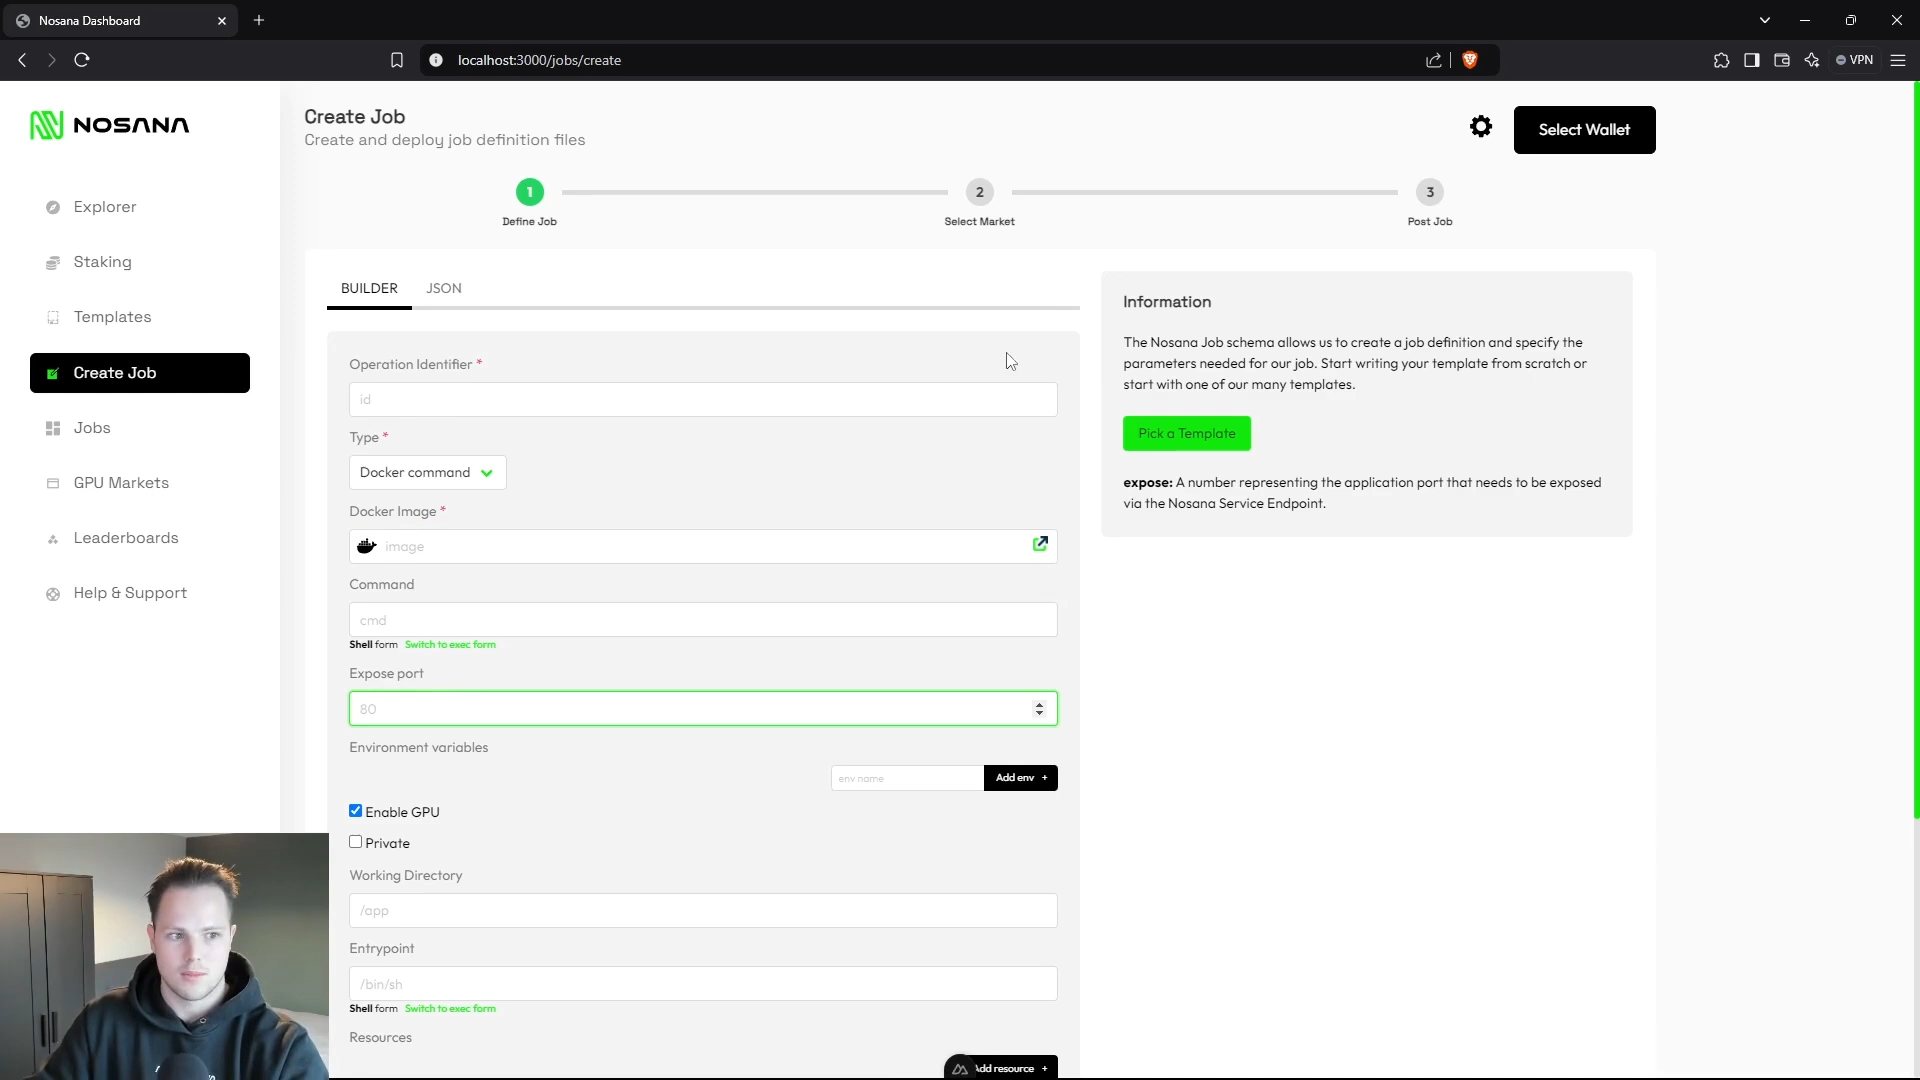 Nosana Dashboard
localhost:3000/jobs/create
VPN
NOSANA
Explorer
Staking
Templates
Create Job
Jobs
GPU Markets
Leaderboards
Help & Support
Create Job
Create and deploy job definition files
Select Wallet
1
2
3
Define Job
Select Market
Post Job
BUILDER
JSON
Operation Identifier *
id
Type *
Docker command
Docker Image *
image
Command
cmd
Shell form Switch to exec form
Expose port
80
Environment variables
env name
Add env +
Enable GPU
Private
Working Directory
/app
Entrypoint
/bin/sh
Shell form Switch to exec form
Resources
Add resource +
Information
The Nosana Job schema allows us to create a job definition and specify the
parameters needed for our job. Start writing your template from scratch or
start with one of our many templates.
Pick a Template
expose: A number representing the application port that needs to be exposed
via the Nosana Service Endpoint.